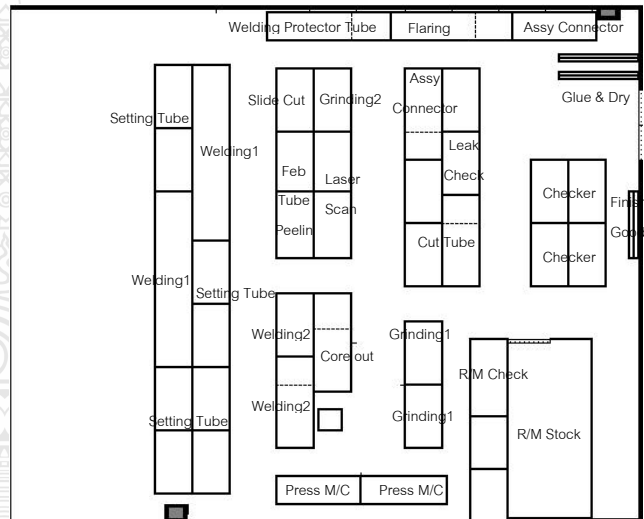 Welding Protector Tube Flaring Assy Connector
Glue & Dry
Slide Cut Grinding2 Assy
Connector
Setting Tube
Welding1 Leak
Check
Feb
Tube
Peelin
Laser
Scan
Checker Finish
Good
Cut Tube Checker
Welding1
Setting Tube
Welding2 Core out Grinding1
R/M Check
Welding2 Grinding1
Setting Tube
R/M Stock
Press M/C Press M/C